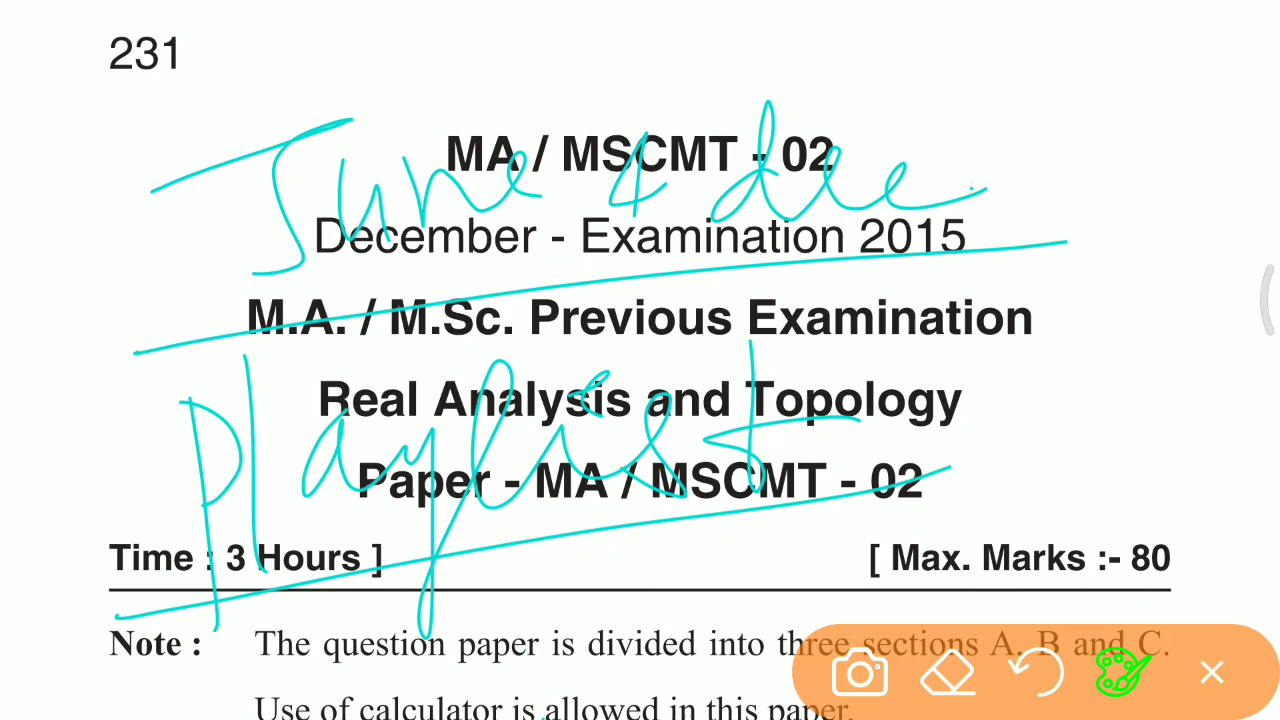 231
MA / MSCMT - 02
June & dec
December - Examination 2015
M.A. / M.Sc. Previous Examination
Real Analysis and Topology
Playlist
Paper - MA / MSCMT - 02
Time : 3 Hours ] [ Max. Marks :- 80
Note : The question paper is divided into three sections A, B and C.
Use of calculator is allowed in this paper.